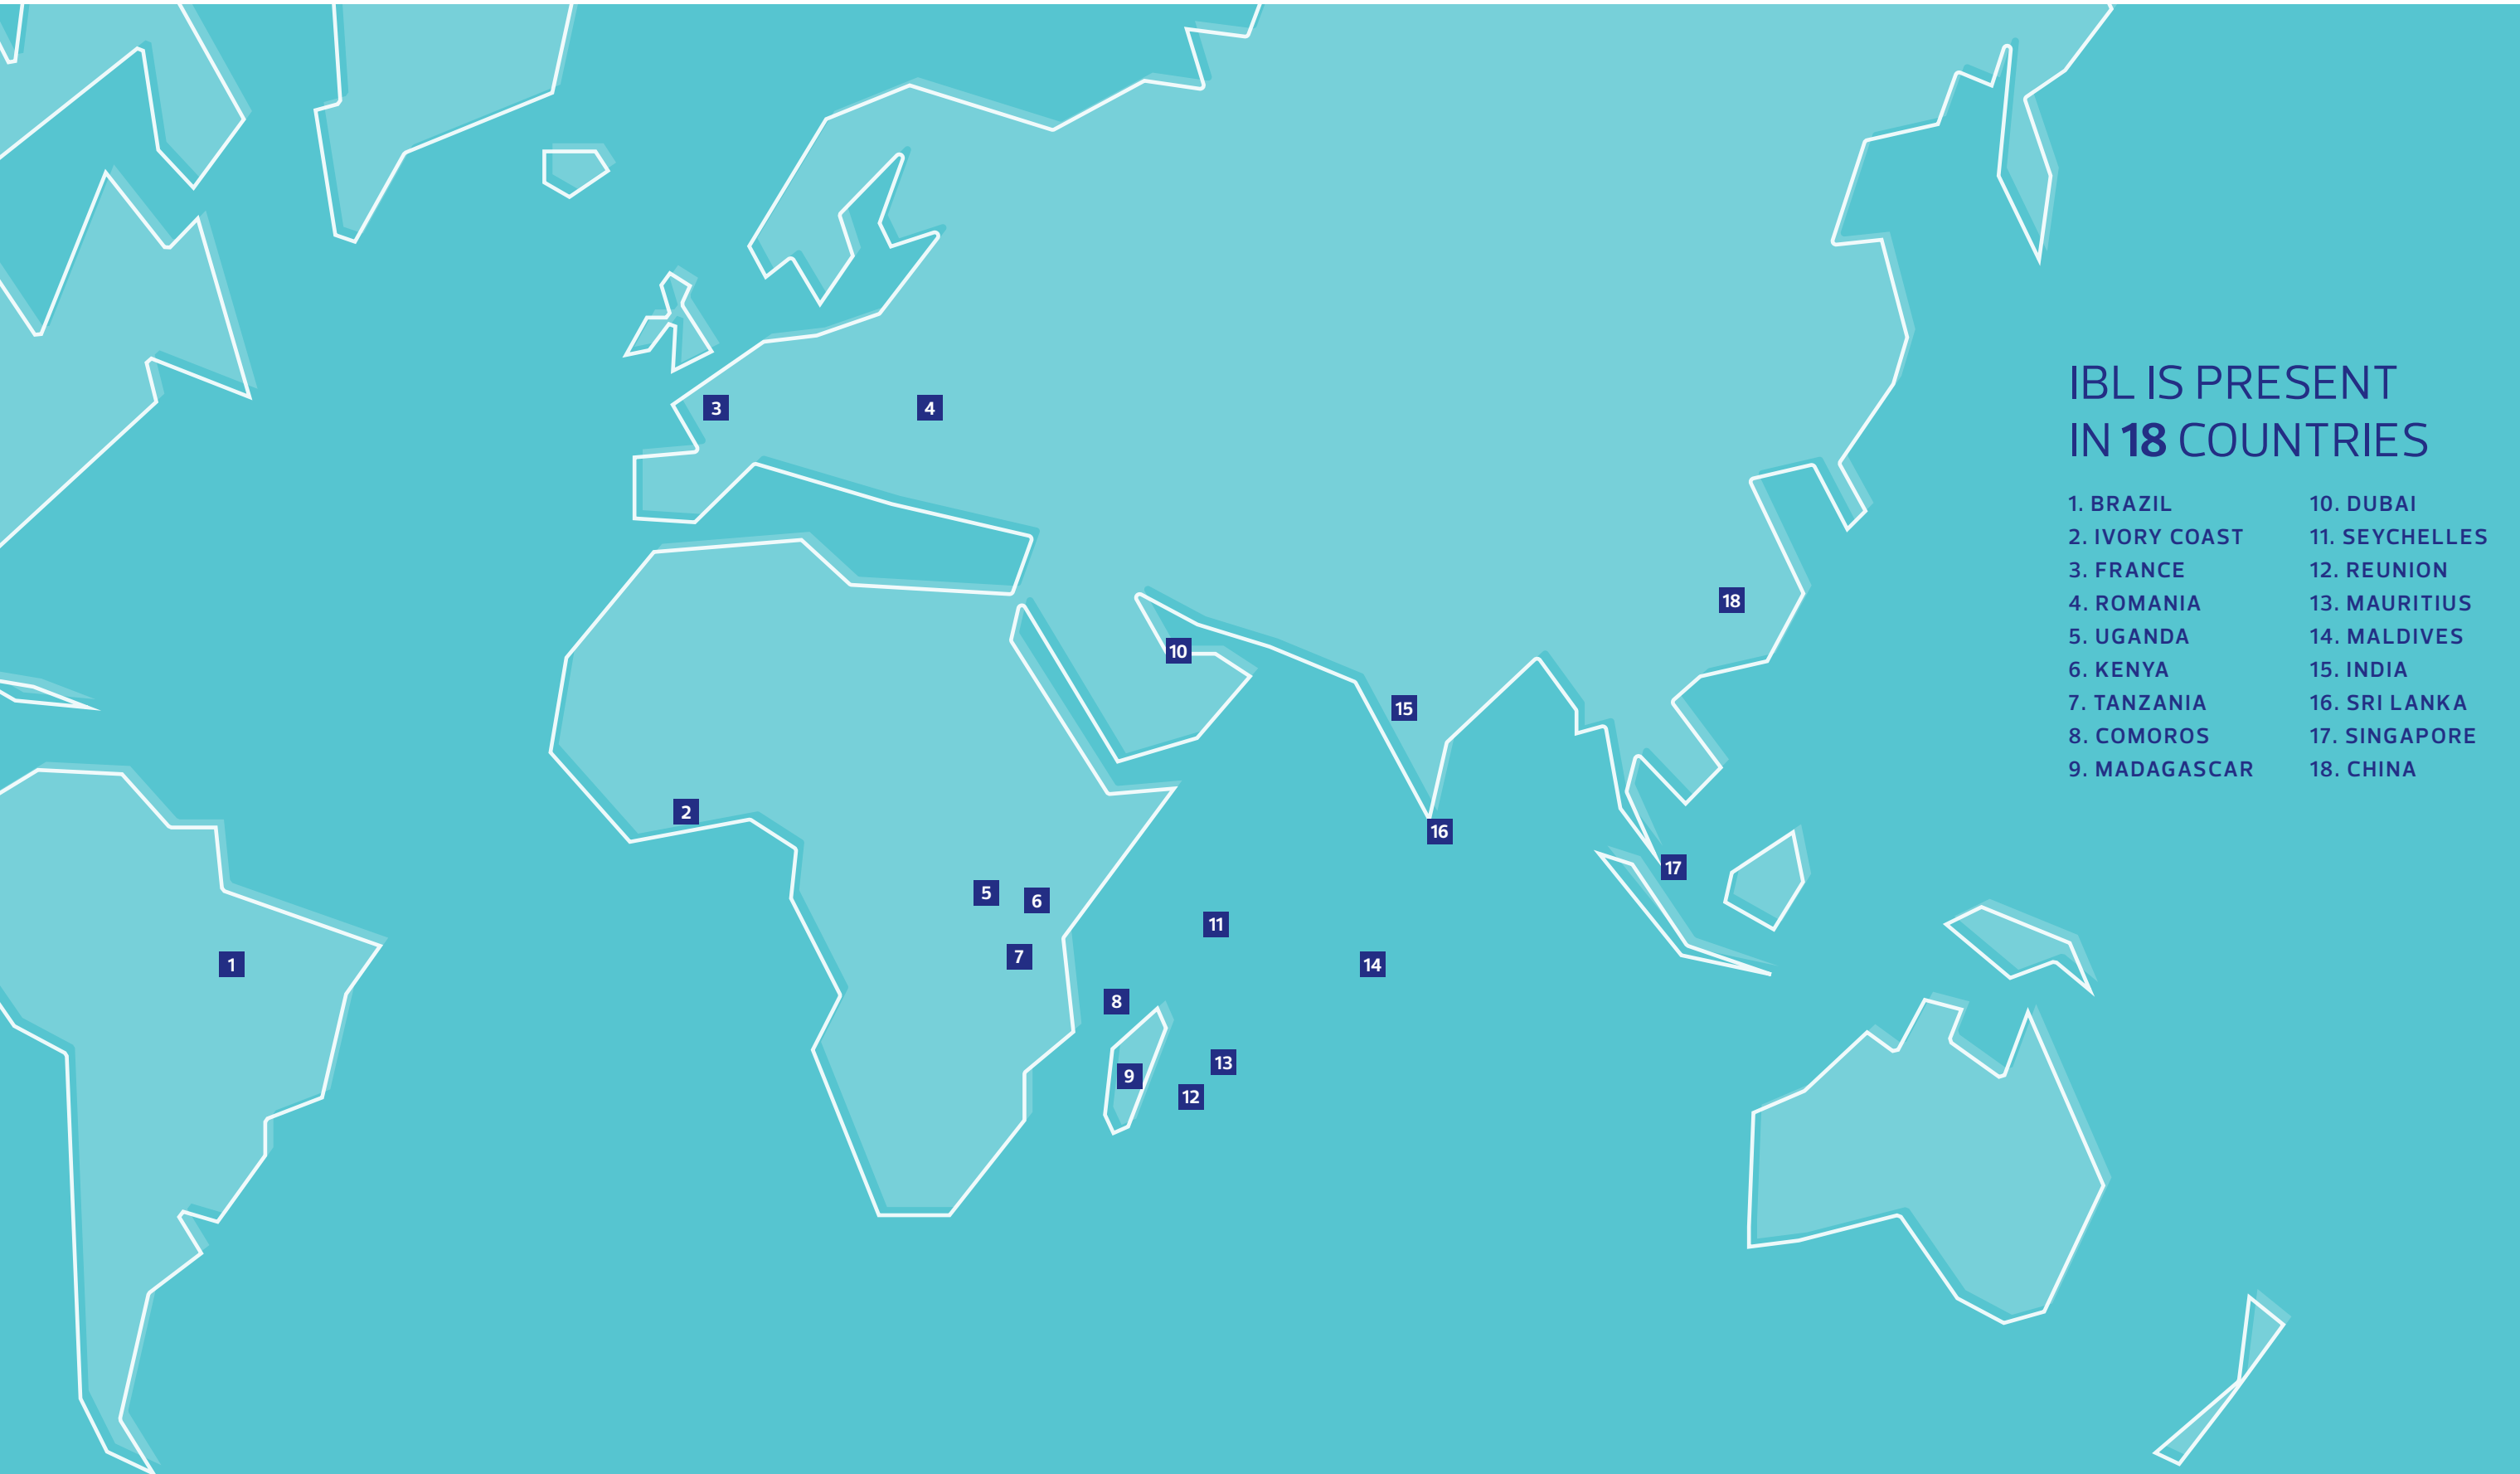 IBL IS PRESENT
IN 18 COUNTRIES
1. BRAZIL
2. IVORY COAST
3. FRANCE
4. ROMANIA
5. UGANDA
6. KENYA
7. TANZANIA
8. COMOROS
9. MADAGASCAR
10. DUBAI
11. SEYCHELLES
12. REUNION
13. MAURITIUS
14. MALDIVES
15. INDIA
16. SRI LANKA
17. SINGAPORE
18. CHINA
3
4
18
10
15
2
16
17
5
6
11
7
1
14
8
13
9
12